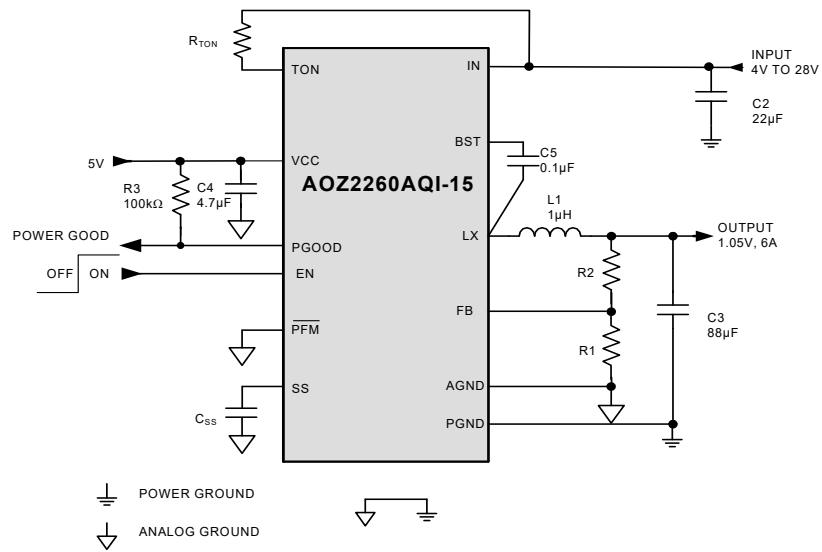 R_TON
TON
IN
INPUT
4V TO 28V
C2
22µF
BST
C5
0.1µF
5V
VCC
AOZ2260AQI-15
R3
100kΩ
C4
4.7µF
L1
1µH
POWER GOOD
PGOOD
LX
OUTPUT
1.05V, 6A
OFF
ON
EN
R2
PFM
FB
C3
88µF
R1
SS
AGND
C_SS
PGND
POWER GROUND
ANALOG GROUND